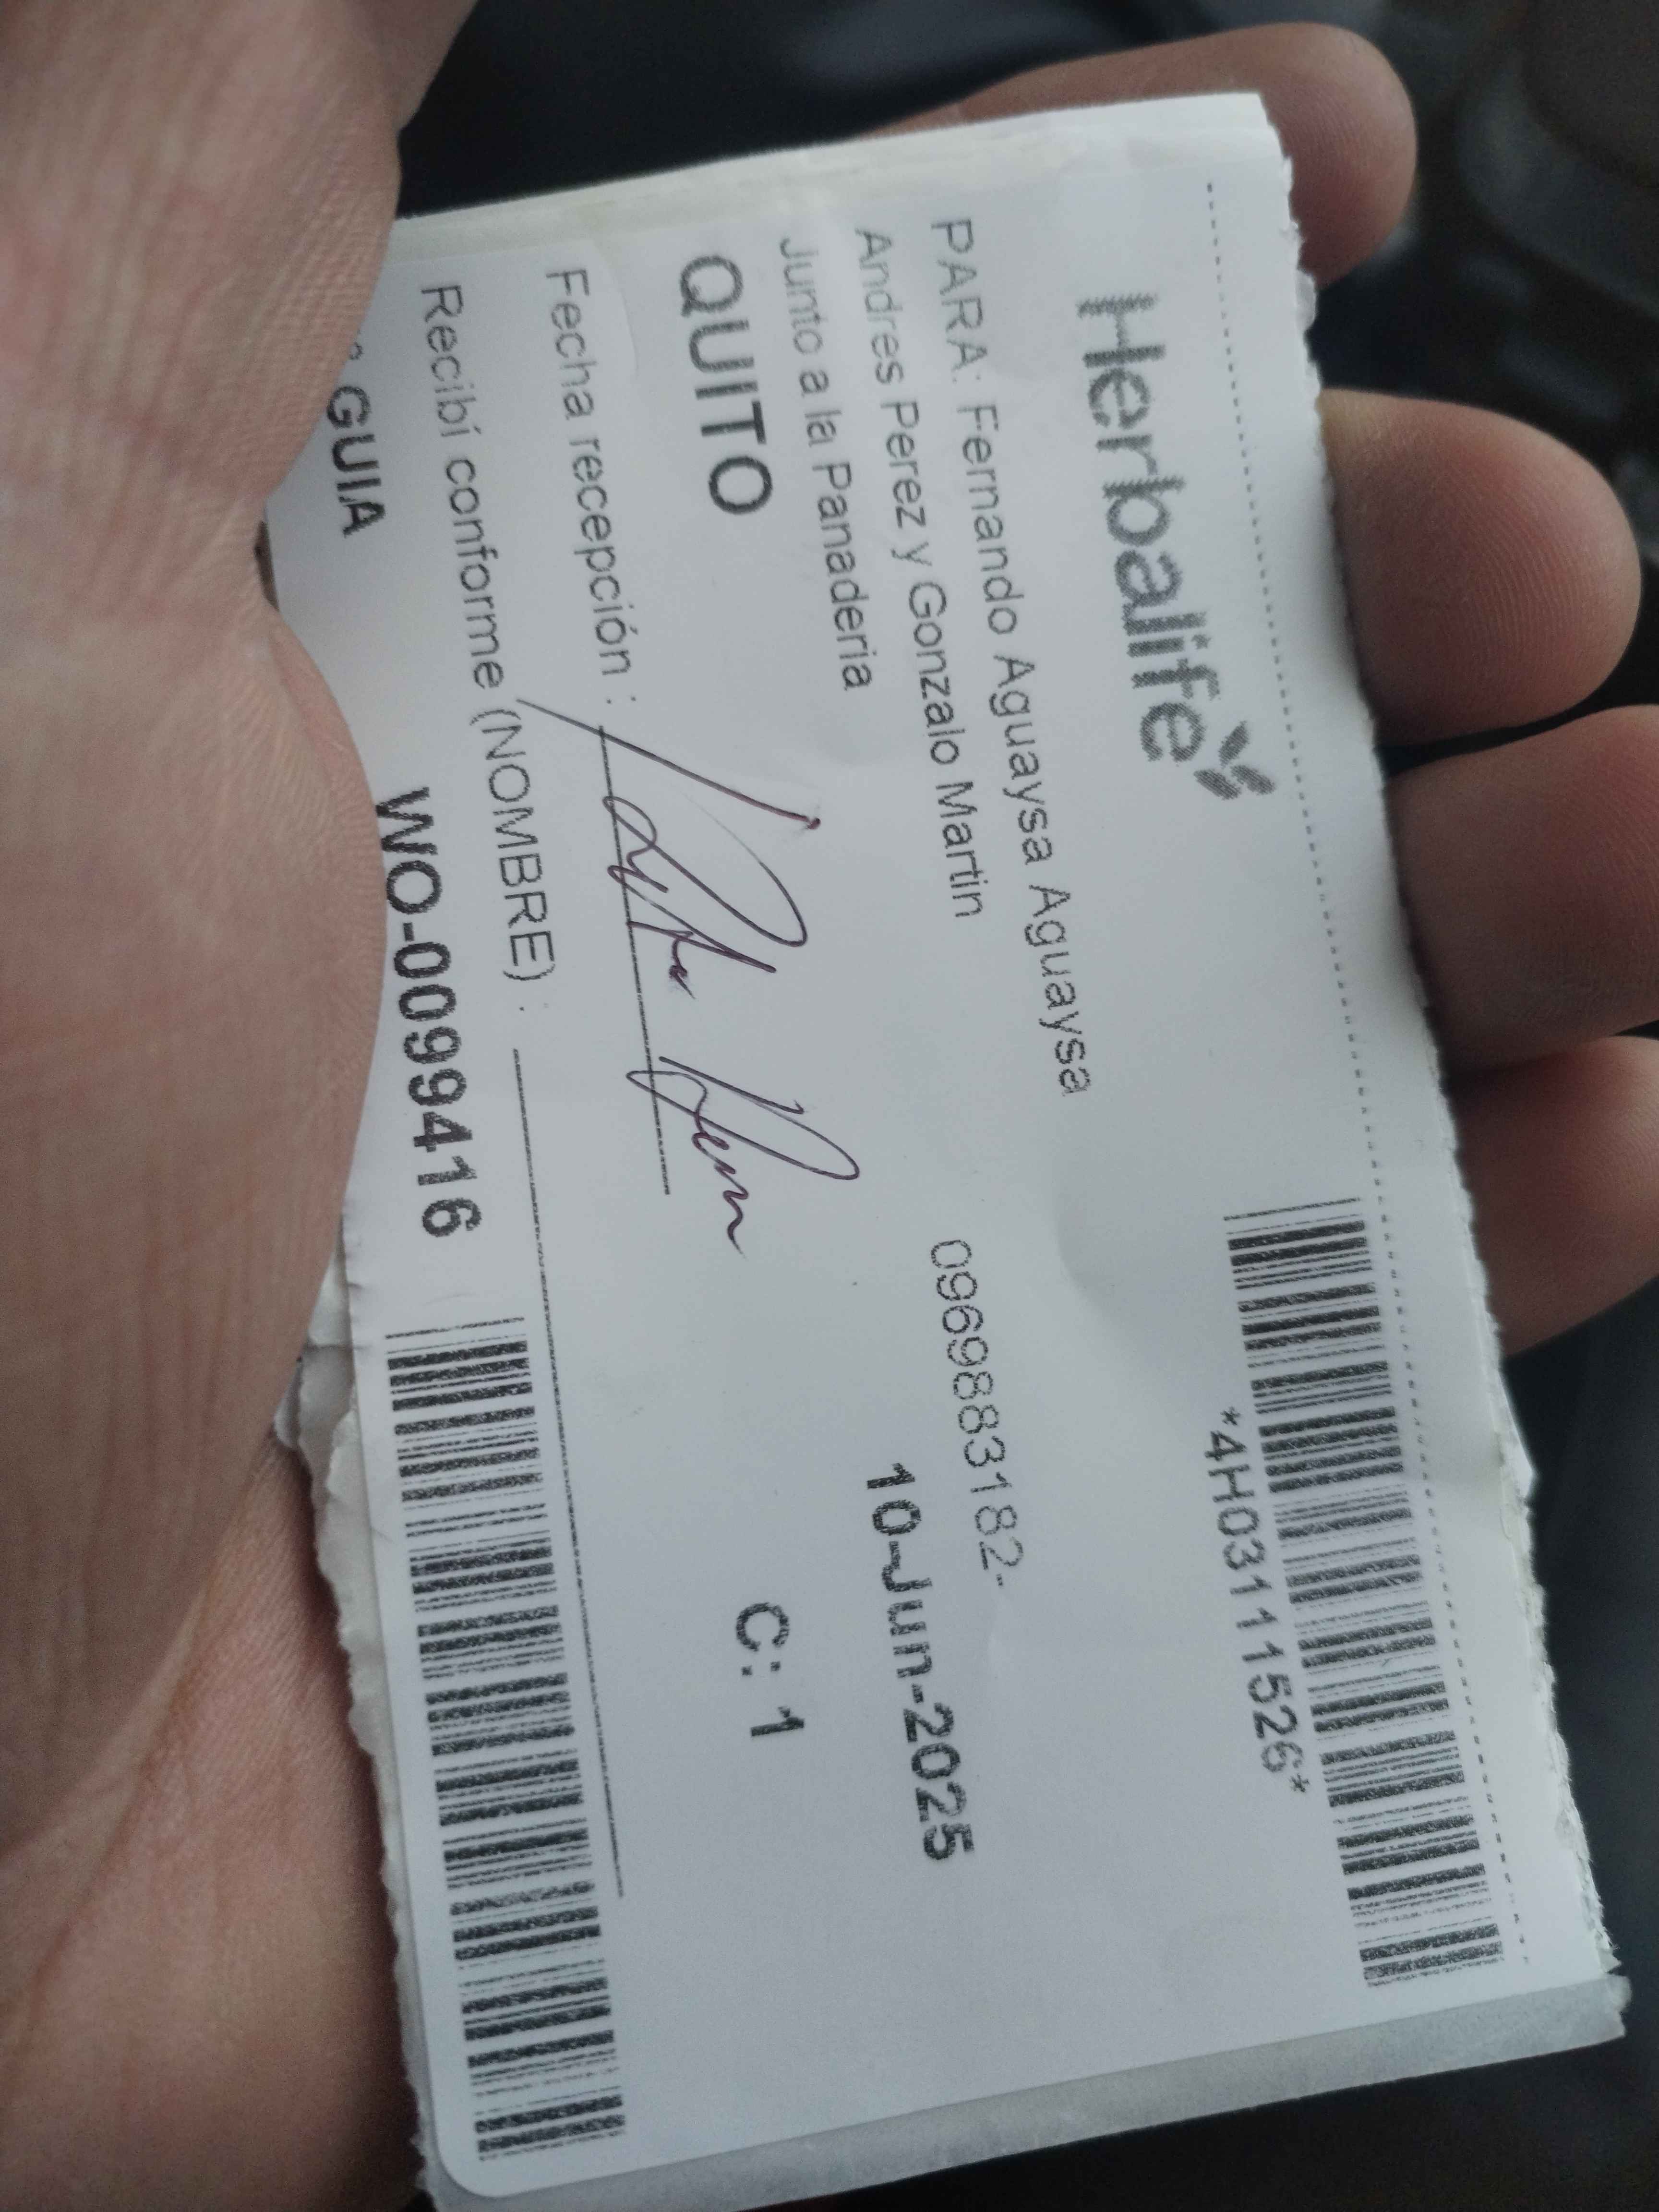 Herbalife
*4H03111526*
PARA: Fernando Aguaysa Aguaysa
Andres Perez y Gonzalo Martin
0969883182-
Junto a la Panaderia
10-Jun-2025
QUITO
C: 1
Fecha recepción :
Recibí conforme (NOMBRE) :
GUIA WO-0099416